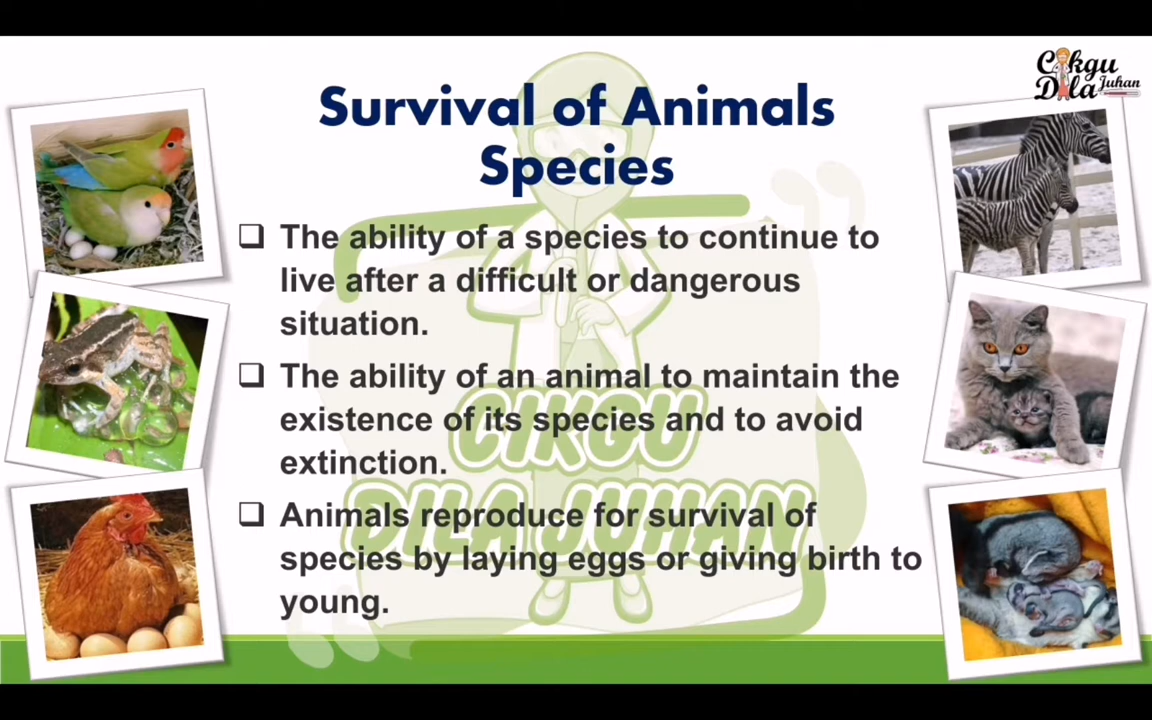 Cikgu
Dila Juhan
Survival of Animals
Species
❑ The ability of a species to continue to
live after a difficult or dangerous
situation.
❑ The ability of an animal to maintain the
existence of its species and to avoid
extinction.
❑ Animals reproduce for survival of
species by laying eggs or giving birth to
young.
CIKGU
DILA JUHAN